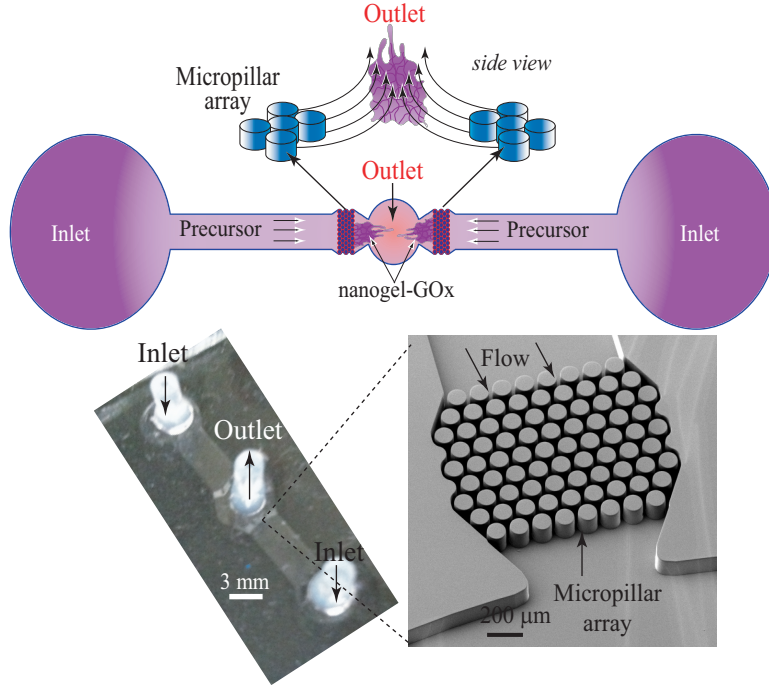 Outlet
Micropillar
array
side view
Outlet
Inlet
Precursor
Precursor
Inlet
nanogel-GOx
Inlet
Outlet
Inlet
3 mm
Flow
Micropillar
array
200 μm